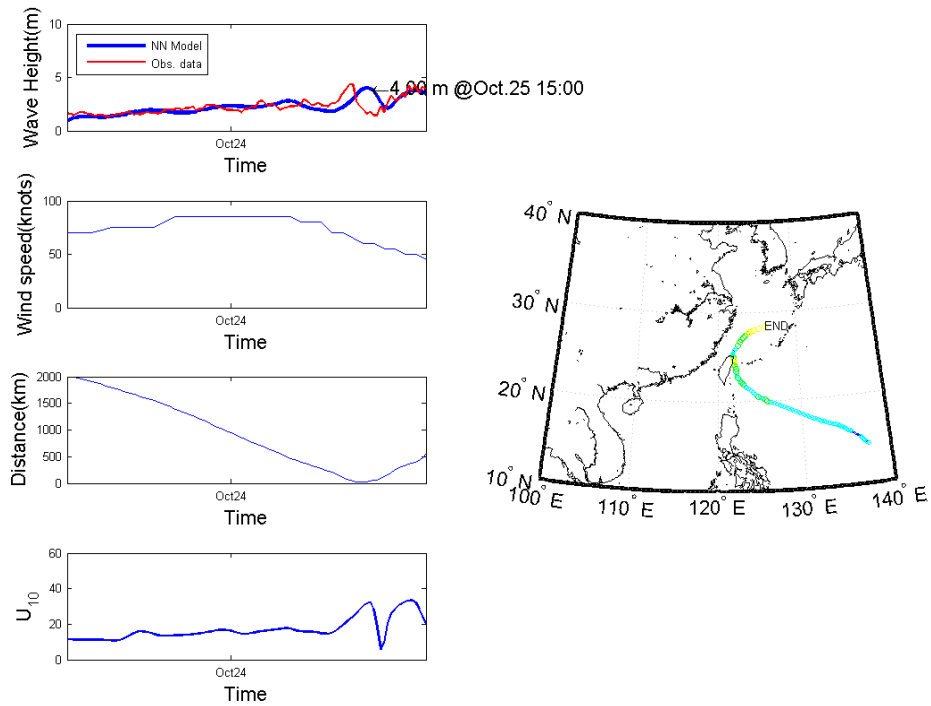 10
5
0
Wave Height(m)
NN Model
Obs. data
4.00 m @Oct.25 15:00
Oct24
Time
100
50
0
Wind speed(knots)
Oct24
Time
2000
1500
1000
500
0
Distance(km)
Oct24
Time
60
40
20
0
U10
Oct24
Time
40° N
30° N
20° N
10° N
100° E
110° E
120° E
130° E
140° E
END